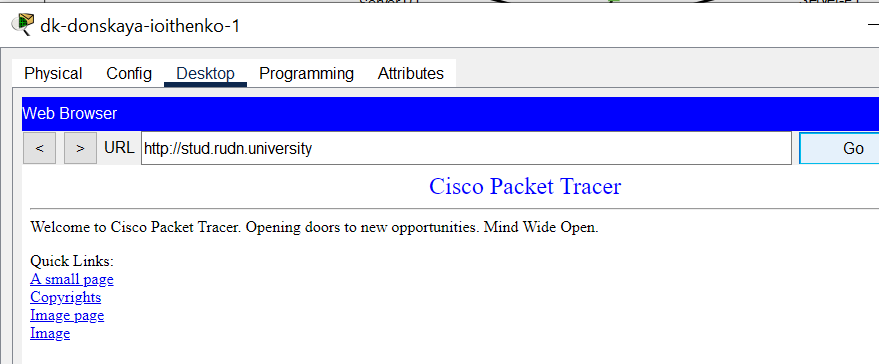 dk-donskaya-ioithenko-1
Physical Config Desktop Programming Attributes
Web Browser
< > URL http://stud.rudn.university Go
Cisco Packet Tracer
Welcome to Cisco Packet Tracer. Opening doors to new opportunities. Mind Wide Open.
Quick Links:
A small page
Copyrights
Image page
Image